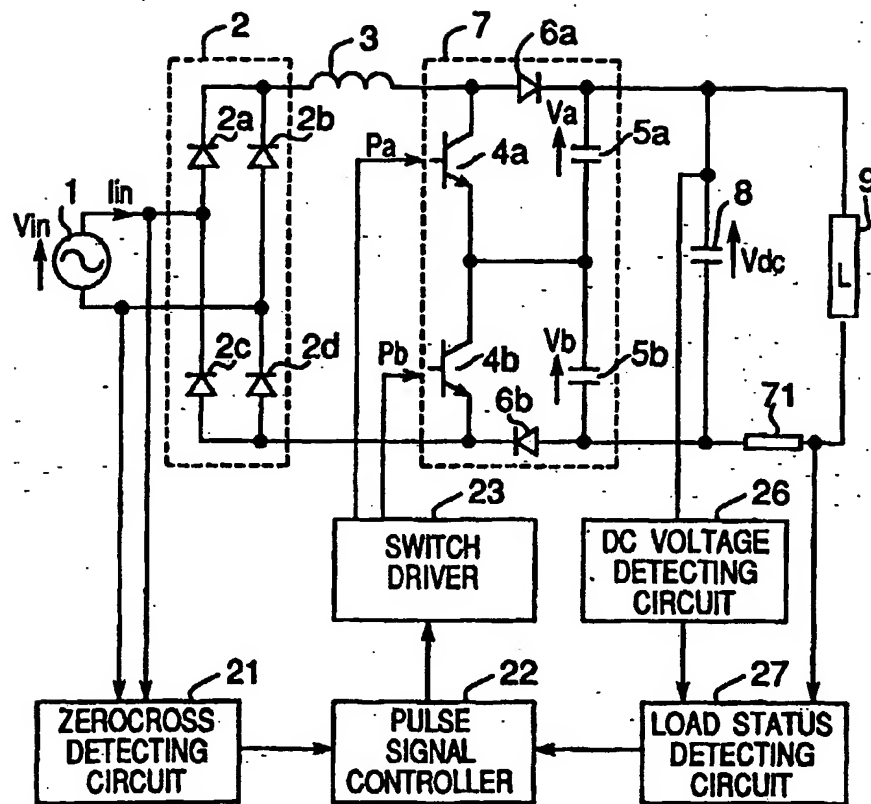 2
3
7
6a
2a
2b
Va
5a
Pa
4a
9
1
Iin
8
Vin
Vdc
L
2c
2d
Pb
4b
Vb
5b
6b
71
23
26
SWITCH
DRIVER
DC VOLTAGE
DETECTING
CIRCUIT
21
22
27
ZEROCROSS
DETECTING
CIRCUIT
PULSE
SIGNAL
CONTROLLER
LOAD STATUS
DETECTING
CIRCUIT